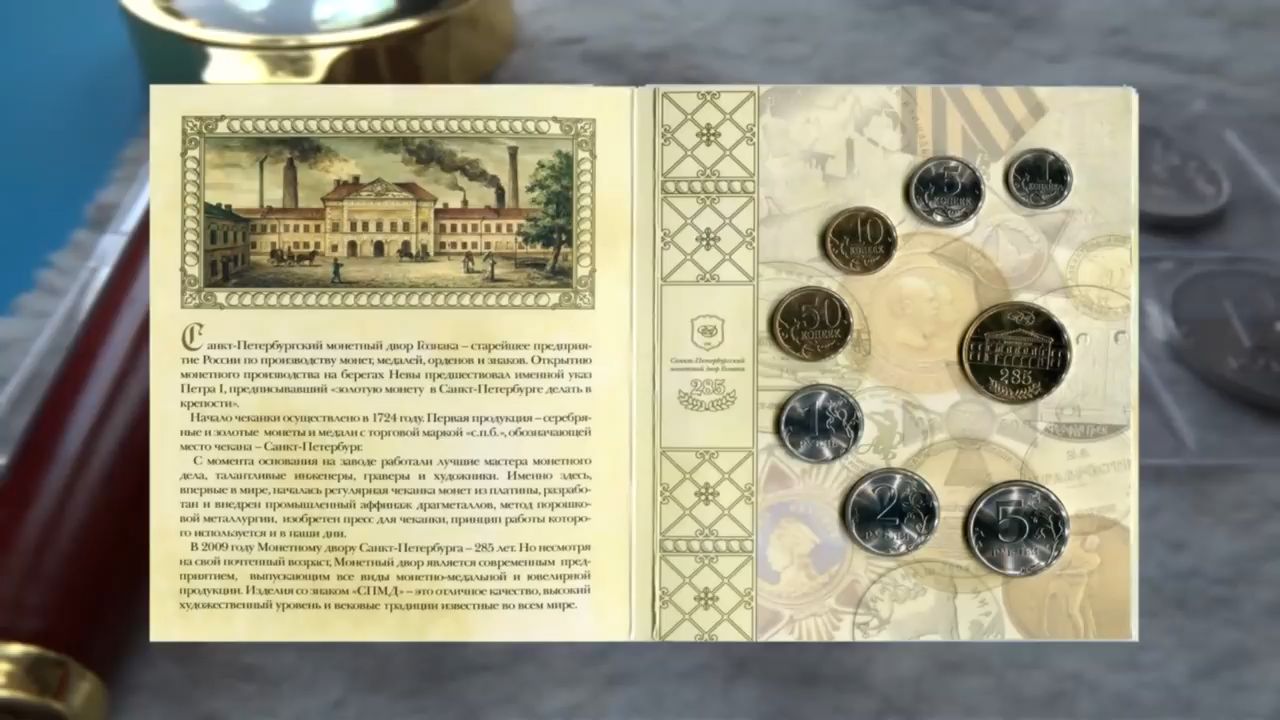 Санкт-Петербургский монетный двор Гознака – старейшее предприя-
тие России по производству монет, медалей, орденов и знаков. Открытию
монетного производства на берегах Невы предшествовал именной указ
Петра I, предписывавший «золотую монету в Санкт-Петербурге делать в
крепости».
Начало чеканки осуществлено в 1724 году. Первая продукция – серебря-
ные и золотые монеты и медали с торговой маркой «с.п.б.», обозначающей
место чекана – Санкт-Петербург.
С момента основания на заводе работали лучшие мастера монетного
дела, талантливые инженеры, граверы и художники. Именно здесь,
впервые в мире, началась регулярная чеканка монет из платины, разрабо-
тан и внедрен промышленный аффинаж драгметаллов, метод порошко-
вой металлургии, изобретен пресс для чеканки, принцип работы которо-
го используется и в наши дни.
В 2009 году Монетному двору Санкт-Петербурга – 285 лет. Но несмотря
на свой почтенный возраст, Монетный двор является современным пред-
приятием, выпускающим все виды монетно-медальной и ювелирной
продукции. Изделия со знаком «СПМД» – это отличное качество, высокий
художественный уровень и вековые традиции известные во всем мире.
Санкт-Петербургский
монетный двор Гознака
285
5
КОПЕЕК
1
КОПЕЙКА
10
КОПЕЕК
50
КОПЕЕК
285
1
РУБЛЬ
2
РУБЛЯ
5
РУБЛЕЙ